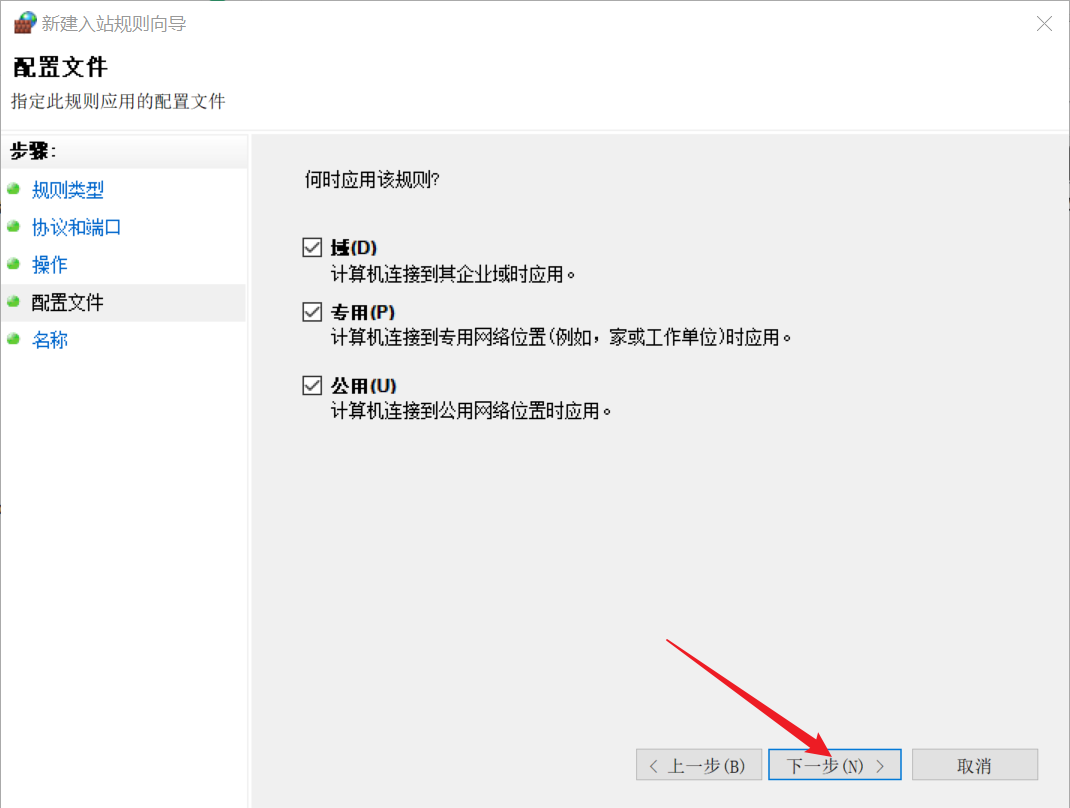 新建入站规则向导
配置文件
指定此规则应用的配置文件
步骤:
规则类型
协议和端口
操作
配置文件
名称
何时应用该规则?
域(D)
计算机连接到其企业域时应用。
专用(P)
计算机连接到专用网络位置(例如，家或工作单位)时应用。
公用(U)
计算机连接到公用网络位置时应用。
< 上一步(B)
下一步(N) >
取消